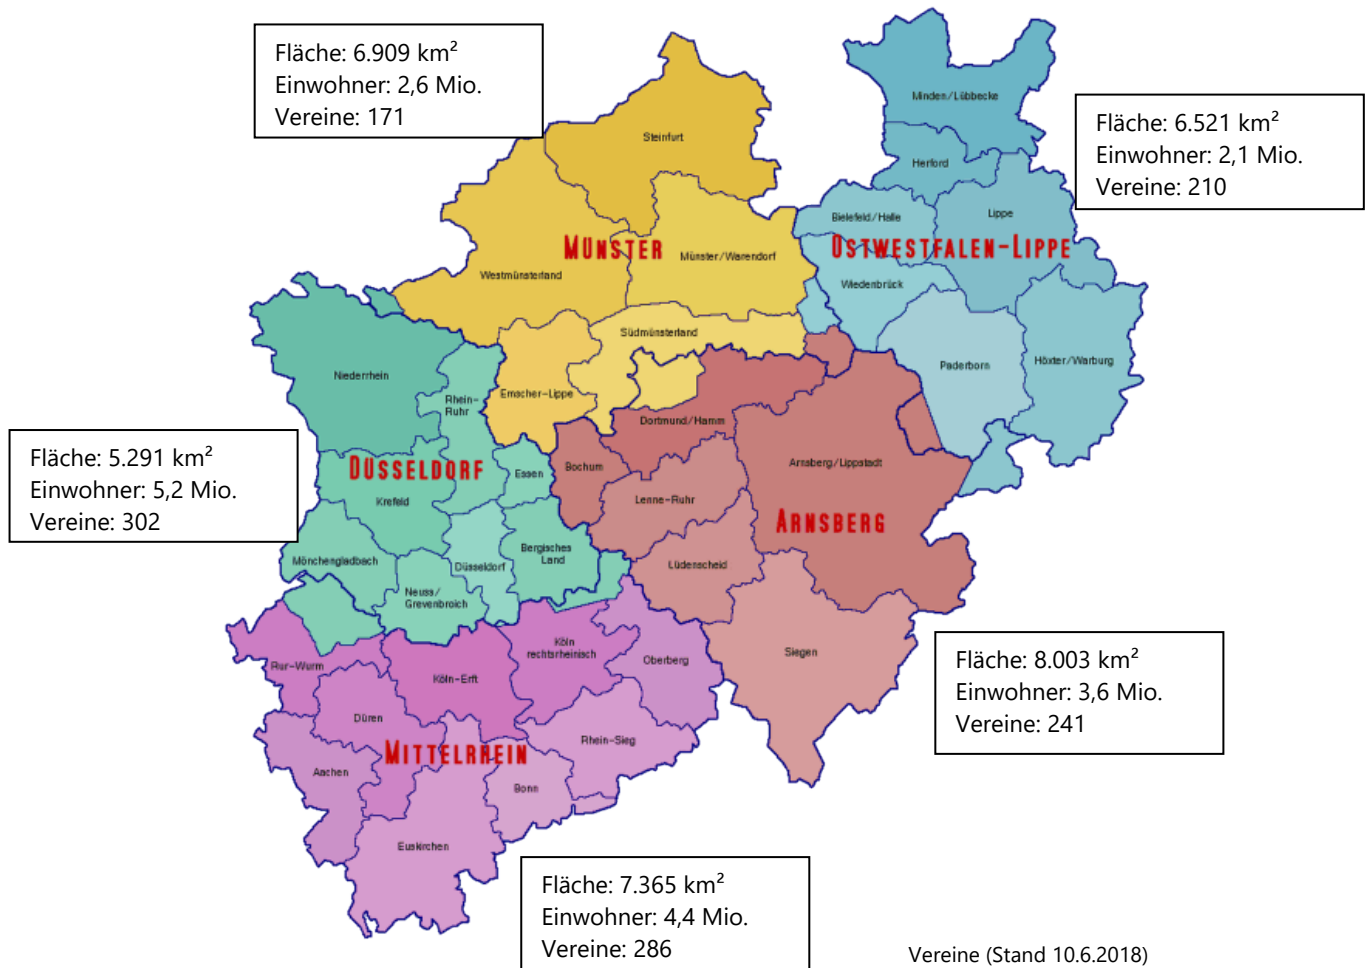 Fläche: 6.909 km²
Einwohner: 2,6 Mio.
Vereine: 171
Fläche: 6.521 km²
Einwohner: 2,1 Mio.
Vereine: 210
Minden/Lübbecke
Steinfurt
Herford
Bielefeld/Halle
Lippe
MÜNSTER
Münster/Warendorf
OSTWESTFALEN-LIPPE
Westmünsterland
Wiedenbrück
Südmünsterland
Paderborn
Höxter/Warburg
Niederrhein
Rhein-
Ruhr
Emscher-Lippe
Dortmund/Hamm
Fläche: 5.291 km²
Einwohner: 5,2 Mio.
Vereine: 302
DÜSSELDORF
Essen
Bochum
Arnsberg/Lippstadt
Krefeld
Lenne-Ruhr
ARNSBERG
Mönchengladbach
Düsseldorf
Bergisches
Land
Lüdenscheid
Neuss/
Grevenbroich
Rur-Wurm
Köln-Erft
Köln
rechtsrheinisch
Oberberg
Siegen
Fläche: 8.003 km²
Einwohner: 3,6 Mio.
Vereine: 241
Düren
Rhein-Sieg
MITTELRHEIN
Aachen
Bonn
Euskirchen
Fläche: 7.365 km²
Einwohner: 4,4 Mio.
Vereine: 286
Vereine (Stand 10.6.2018)